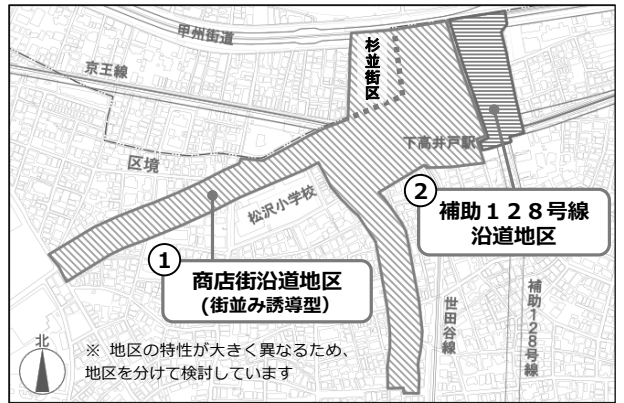 甲州街道
杉並街区
京王線
下高井戸駅
区境
松沢小学校
②
補助128号線
沿道地区
①
商店街沿道地区
(街並み誘導型)
世田谷線
補助128号線
北
※ 地区の特性が大きく異なるため、
地区を分けて検討しています